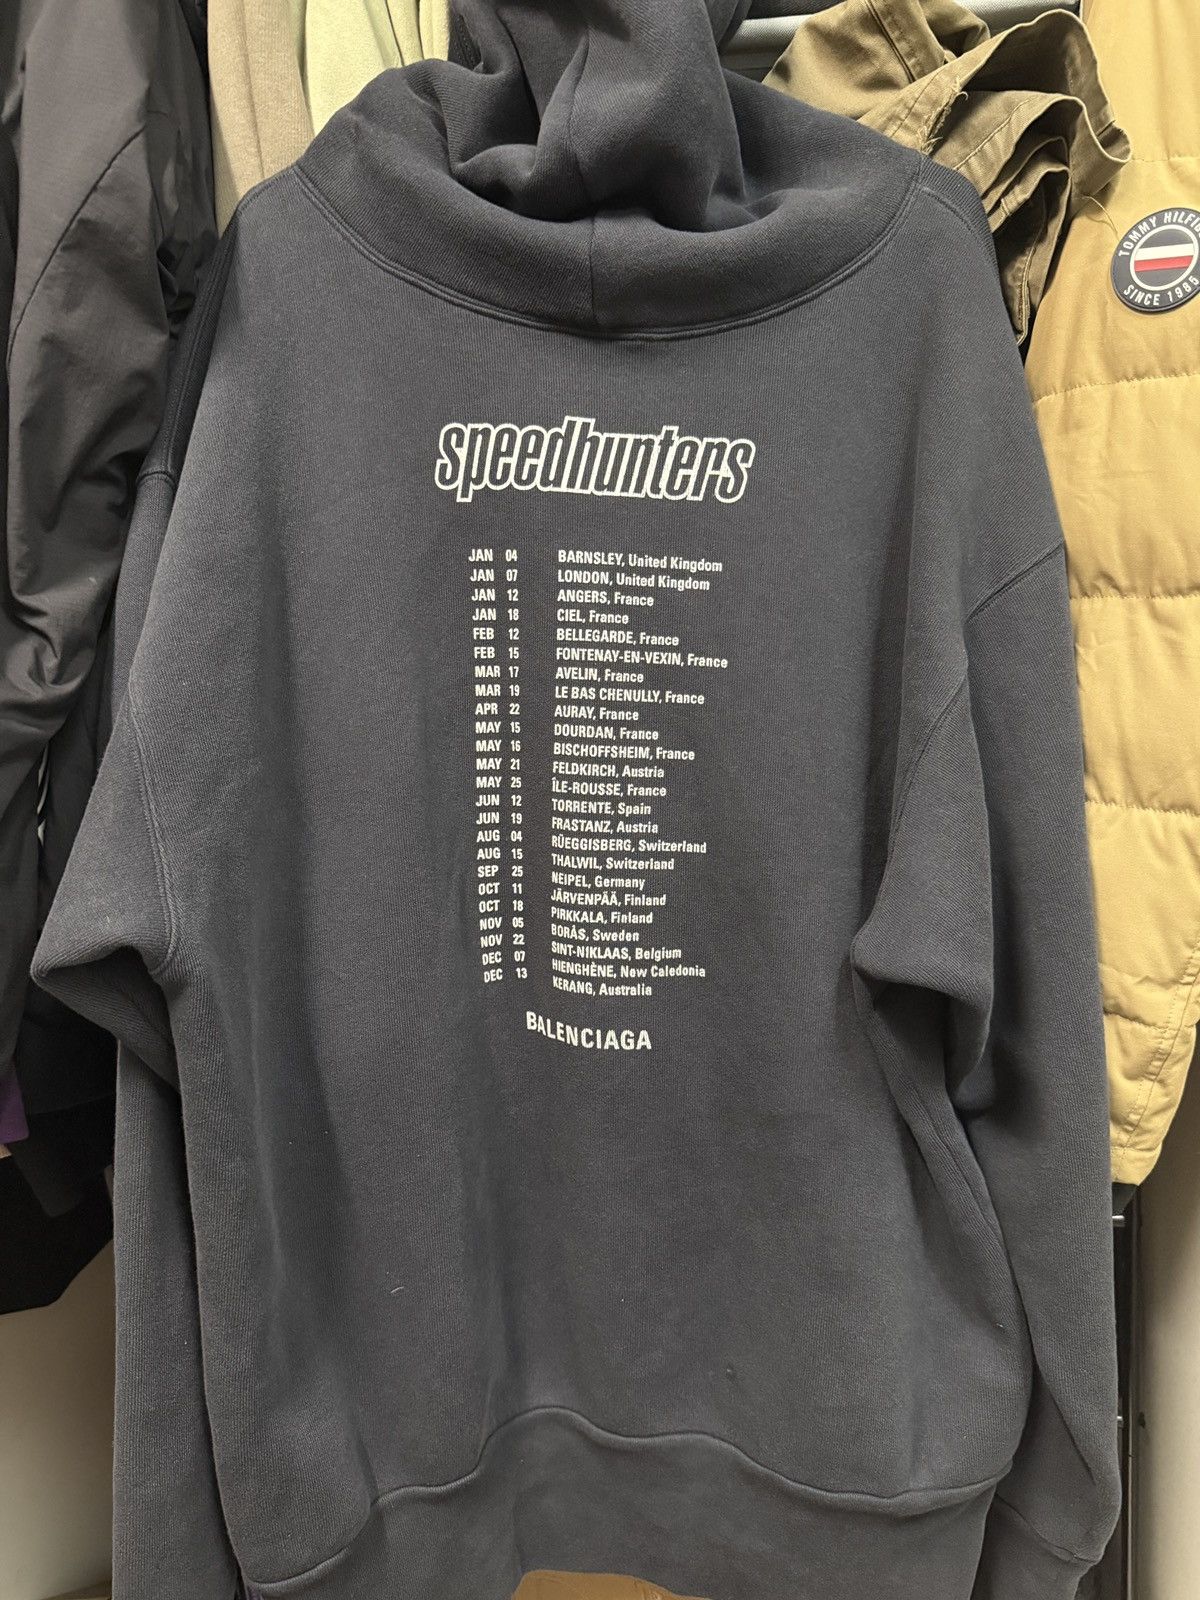 TOMMY HILFIG
SINCE 1985
speedhunters
JAN 04 BARNSLEY, United Kingdom
JAN 07 LONDON, United Kingdom
JAN 12 ANGERS, France
JAN 18 CIEL, France
FEB 12 BELLEGARDE, France
FEB 15 FONTENAY-EN-VEXIN, France
MAR 17 AVELIN, France
MAR 19 LE BAS CHENULLY, France
APR 22 AURAY, France
MAY 15 DOURDAN, France
MAY 16 BISCHOFFSHEIM, France
MAY 21 FELDKIRCH, Austria
MAY 25 ÎLE-ROUSSE, France
JUN 12 TORRENTE, Spain
JUN 19 FRASTANZ, Austria
AUG 04 RÜEGGISBERG, Switzerland
AUG 15 THALWIL, Switzerland
SEP 25 NEIPEL, Germany
OCT 11 JÄRVENPÄÄ, Finland
OCT 18 PIRKKALA, Finland
NOV 05 BORÅS, Sweden
NOV 22 SINT-NIKLAAS, Belgium
DEC 07 HIENGHÈNE, New Caledonia
DEC 13 KERANG, Australia
BALENCIAGA